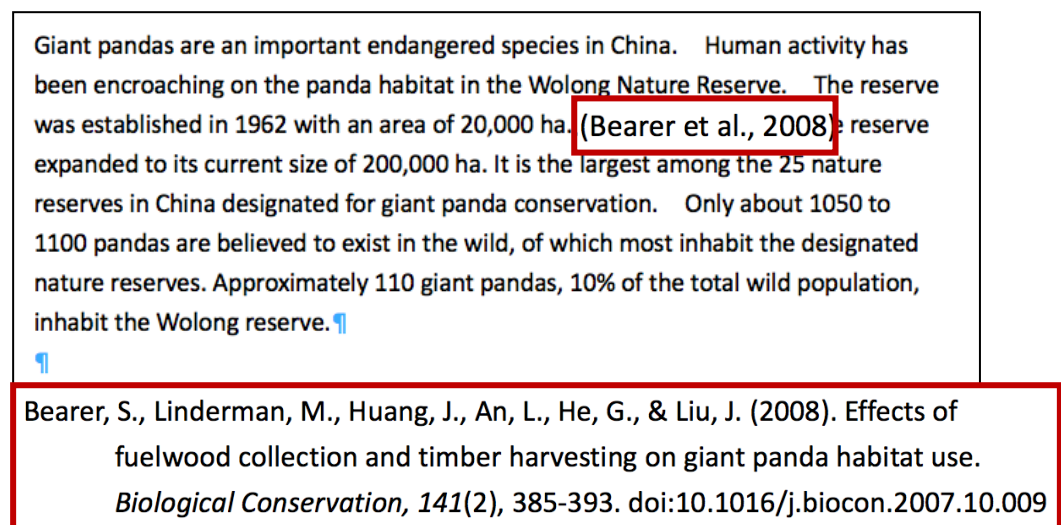 Giant pandas are an important endangered species in China. Human activity has
been encroaching on the panda habitat in the Wolong Nature Reserve. The reserve
was established in 1962 with an area of 20,000 ha. (Bearer et al., 2008) reserve
expanded to its current size of 200,000 ha. It is the largest among the 25 nature
reserves in China designated for giant panda conservation. Only about 1050 to
1100 pandas are believed to exist in the wild, of which most inhabit the designated
nature reserves. Approximately 110 giant pandas, 10% of the total wild population,
inhabit the Wolong reserve.¶
¶
Bearer, S., Linderman, M., Huang, J., An, L., He, G., & Liu, J. (2008). Effects of
fuelwood collection and timber harvesting on giant panda habitat use.
Biological Conservation, 141(2), 385-393. doi:10.1016/j.biocon.2007.10.009